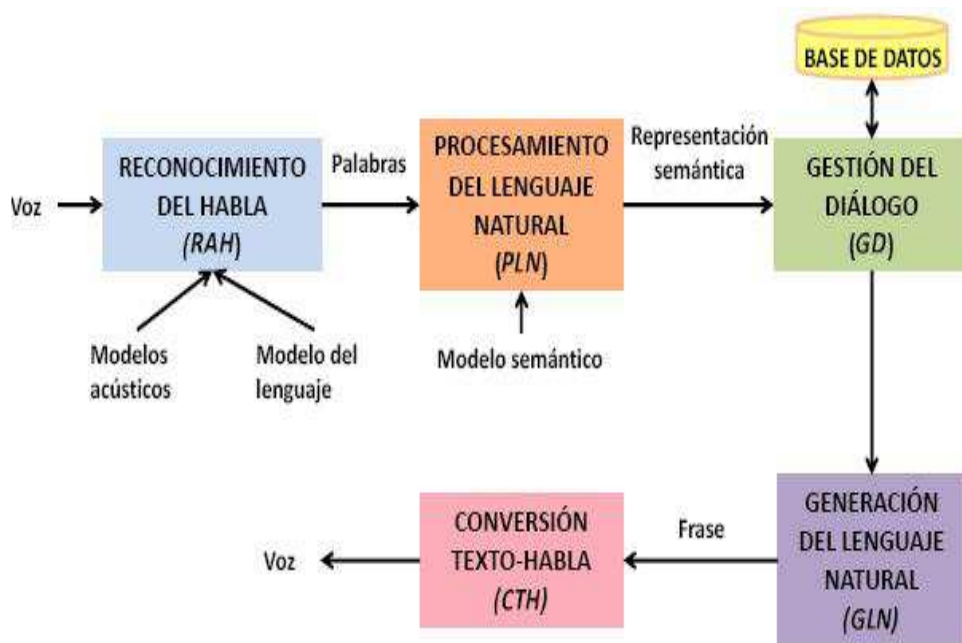 BASE DE DATOS
Voz
RECONOCIMIENTO
DEL HABLA
(RAH)
Palabras
PROCESAMIENTO
DEL LENGUAJE
NATURAL
(PLN)
Representación
semántica
GESTIÓN DEL
DIÁLOGO
(GD)
Modelos
acústicos
Modelo del
lenguaje
Modelo semántico
Voz
CONVERSIÓN
TEXTO-HABLA
(CTH)
Frase
GENERACIÓN
DEL LENGUAJE
NATURAL
(GLN)